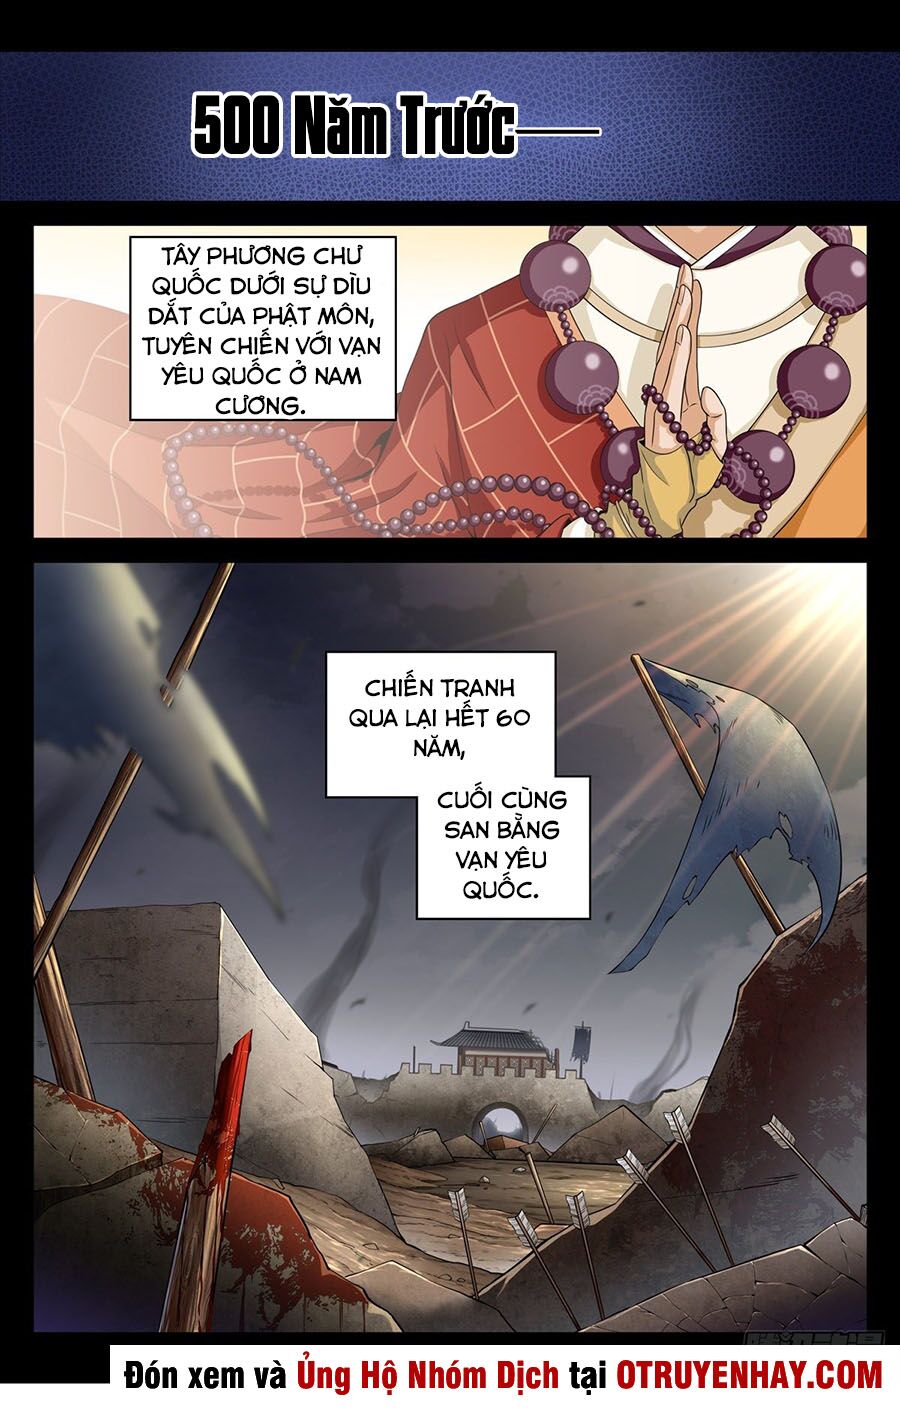 500 Năm Trước——
TÂY PHƯƠNG CHƯ
QUỐC DƯỚI SỰ DÌU
DẮT CỦA PHẬT MÔN,
TUYÊN CHIẾN VỚI VẠN
YÊU QUỐC Ở NAM
CƯƠNG.
CHIẾN TRANH
QUA LẠI HẾT 60
NĂM,
CUỐI CÙNG
SAN BẰNG
VẠN YÊU
QUỐC.
Đón xem và Ủng Hộ Nhóm Dịch tại OTRUYENHAY.COM